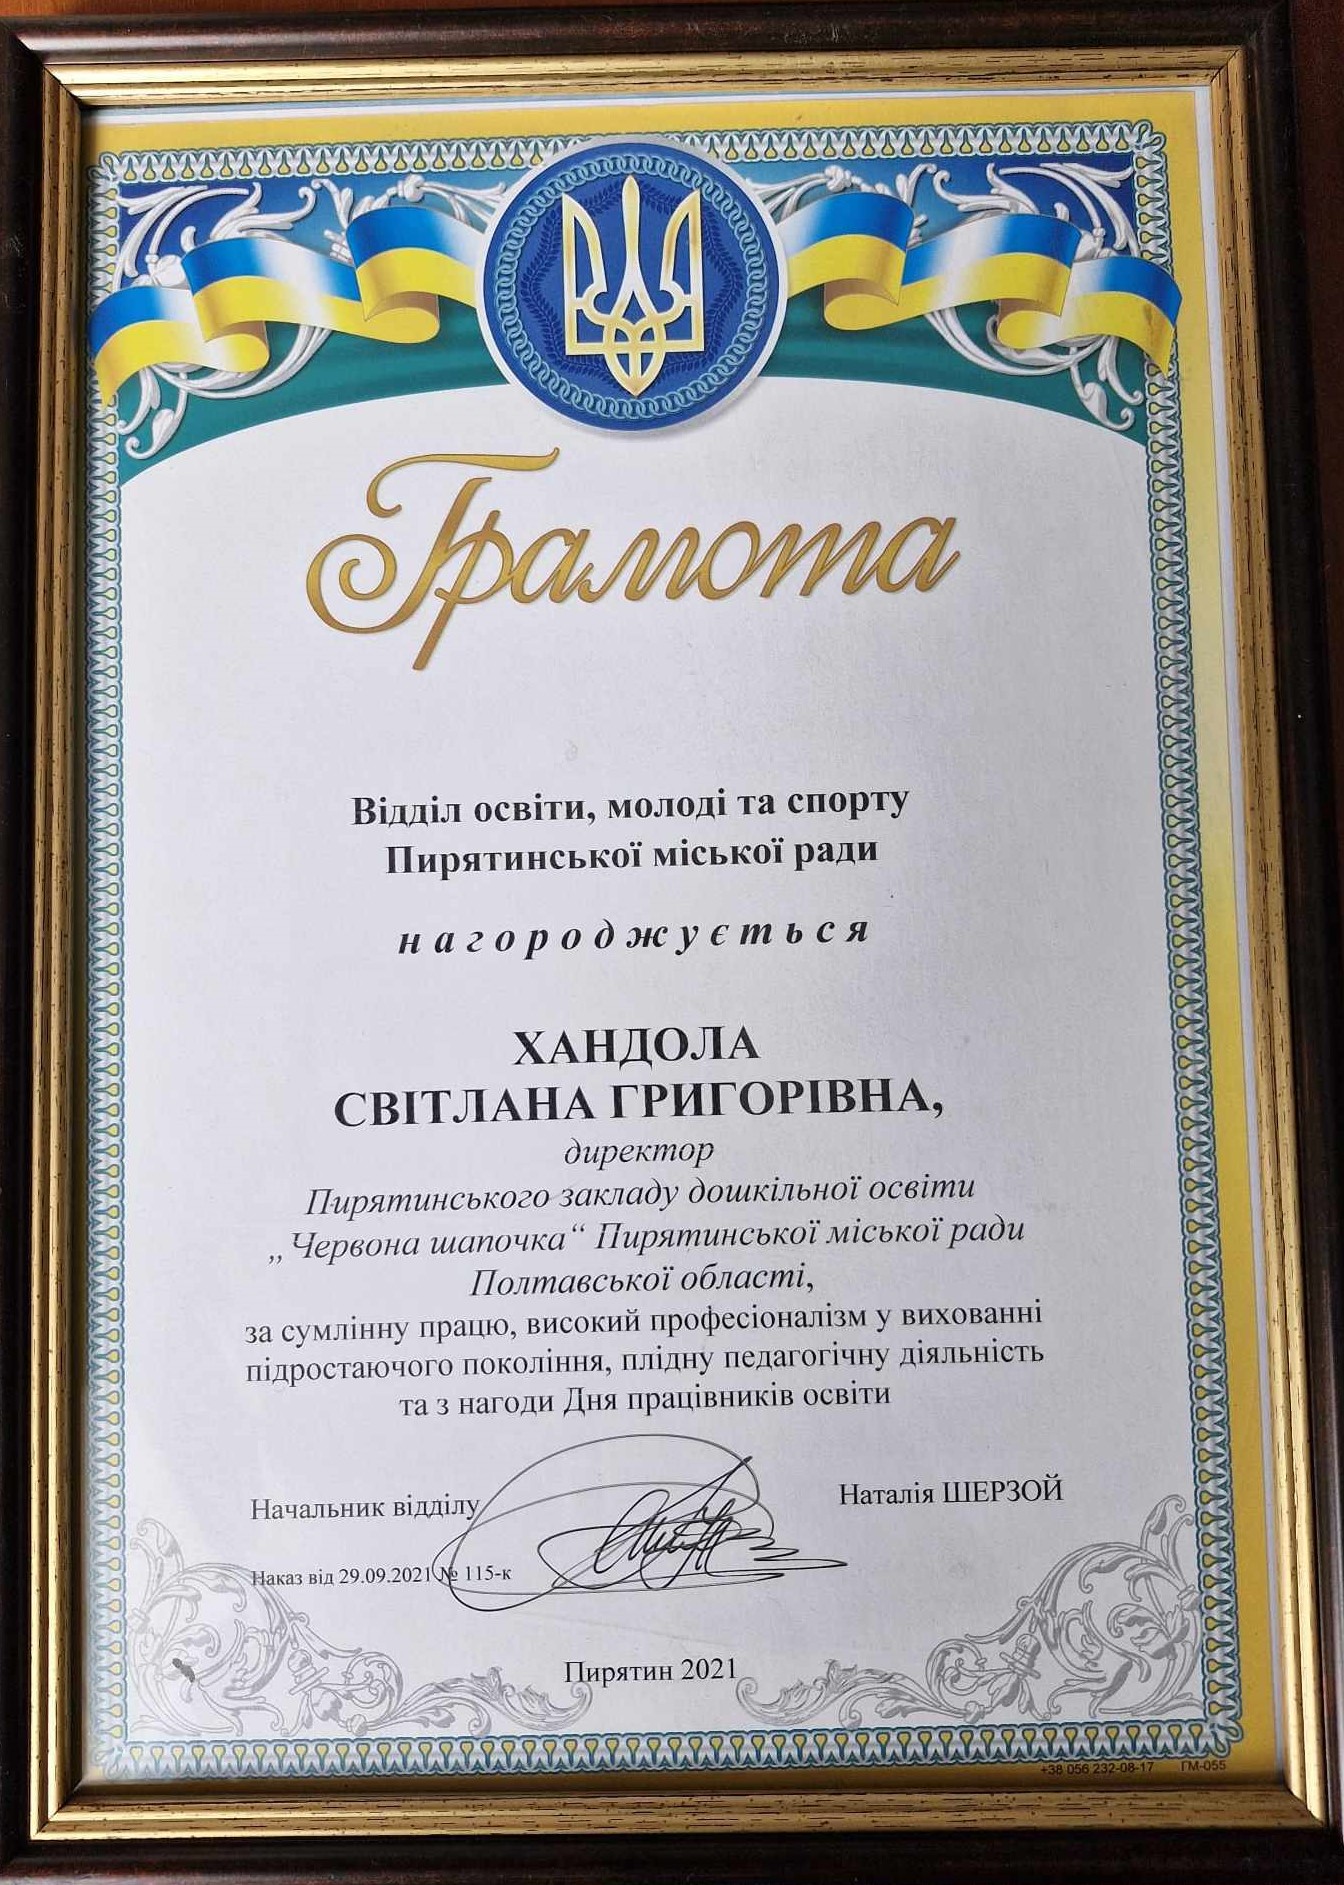 Грамота
Відділ освіти, молоді та спорту
Пирятинської міської ради
нагороджується
ХАНДОЛА
СВІТЛАНА ГРИГОРІВНА,
директор
Пирятинського закладу дошкільної освіти
„Червона шапочка“ Пирятинської міської ради
Полтавської області,
за сумлінну працю, високий професіоналізм у вихованні
підростаючого покоління, плідну педагогічну діяльність
та з нагоди Дня працівників освіти
Начальник відділу Наталія ШЕРЗОЙ
Наказ від 29.09.2021 № 115-к
Пирятин 2021
+38 056 232-08-17 ГМ-055